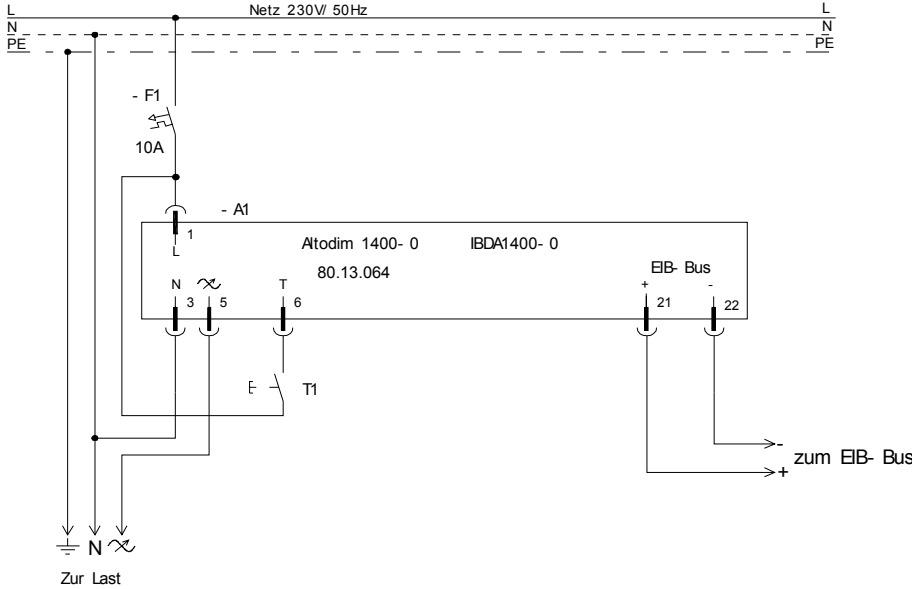 L Netz 230V/ 50Hz L
N N
PE PE
- F1
10A
- A1
1
L
Altodim 1400- 0 IBDA1400- 0
80.13.064
EIB- Bus
N T + -
3 5 6 21 22
T1
-
zum EIB- Bus
+
N
Zur Last